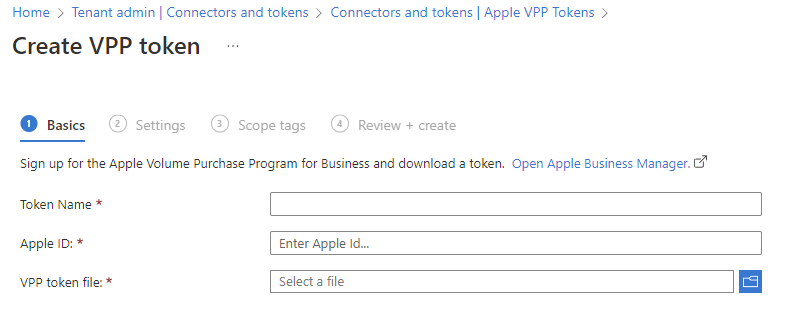 Home > Tenant admin | Connectors and tokens > Connectors and tokens | Apple VPP Tokens >
Create VPP token ...
1 Basics 2 Settings 3 Scope tags 4 Review + create
Sign up for the Apple Volume Purchase Program for Business and download a token. Open Apple Business Manager.
Token Name *
Apple ID: * Enter Apple Id...
VPP token file: * Select a file